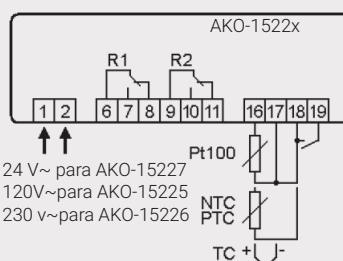 AKO-1522x
R1 R2
1 2 6 7 8 9 10 11 16 17 18 19
Pt100
24 V~ para AKO-15227
120V~para AKO-15225
230 v~para AKO-15226
NTC
PTC
TC + -